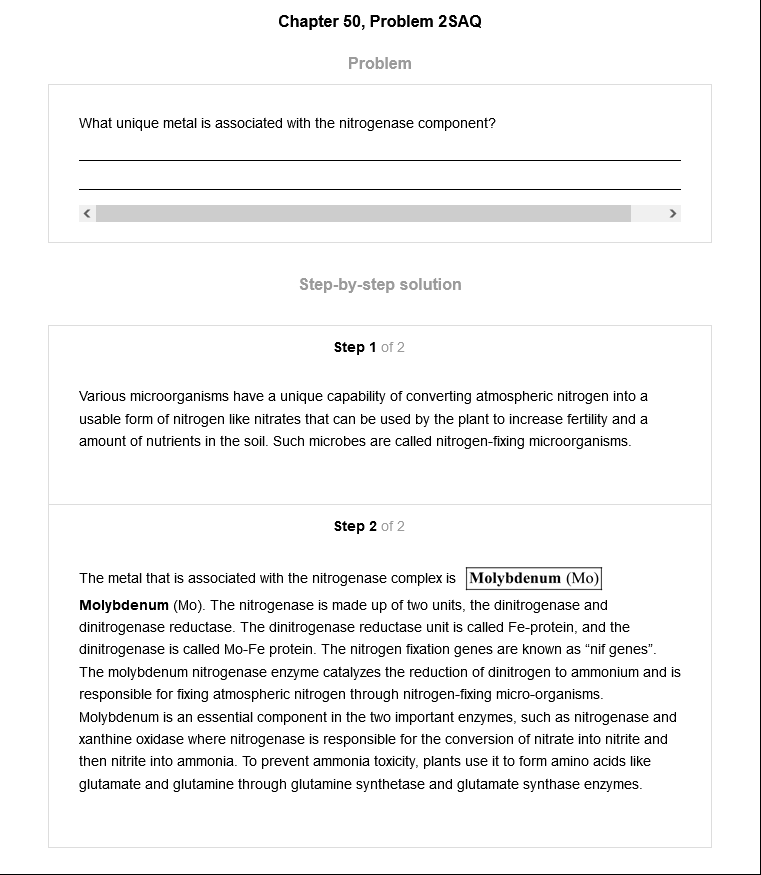 Chapter 50, Problem 2SAQ
Problem
What unique metal is associated with the nitrogenase component?
Step-by-step solution
Step 1 of 2
Various microorganisms have a unique capability of converting atmospheric nitrogen into a
usable form of nitrogen like nitrates that can be used by the plant to increase fertility and a
amount of nutrients in the soil. Such microbes are called nitrogen-fixing microorganisms.
Step 2 of 2
The metal that is associated with the nitrogenase complex is Molybdenum (Mo)
Molybdenum (Mo). The nitrogenase is made up of two units, the dinitrogenase and
dinitrogenase reductase. The dinitrogenase reductase unit is called Fe-protein, and the
dinitrogenase is called Mo-Fe protein. The nitrogen fixation genes are known as “nif genes”.
The molybdenum nitrogenase enzyme catalyzes the reduction of dinitrogen to ammonium and is
responsible for fixing atmospheric nitrogen through nitrogen-fixing micro-organisms.
Molybdenum is an essential component in the two important enzymes, such as nitrogenase and
xanthine oxidase where nitrogenase is responsible for the conversion of nitrate into nitrite and
then nitrite into ammonia. To prevent ammonia toxicity, plants use it to form amino acids like
glutamate and glutamine through glutamine synthetase and glutamate synthase enzymes.